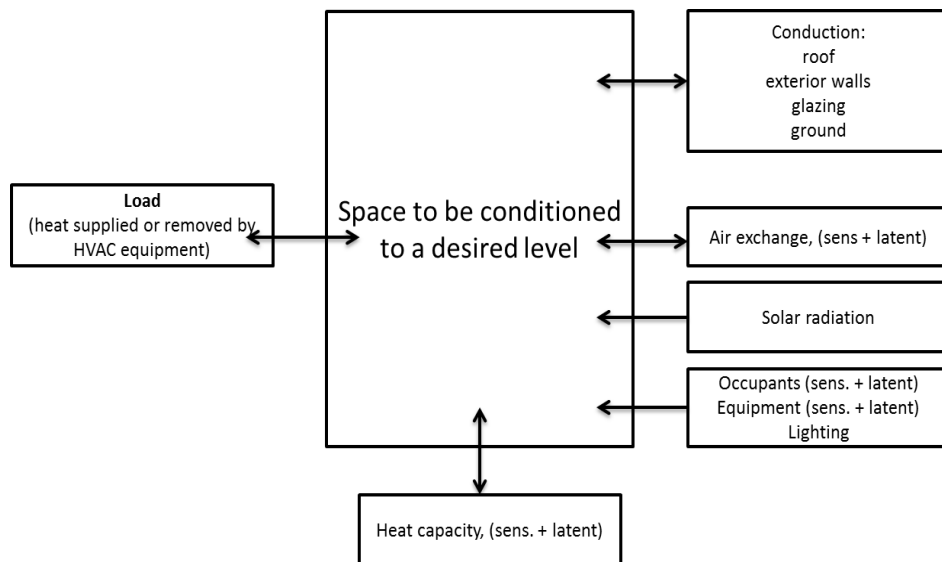 Conduction:
roof
exterior walls
glazing
ground
Load
(heat supplied or removed by
HVAC equipment)
Space to be conditioned
to a desired level
Air exchange, (sens + latent)
Solar radiation
Occupants (sens. + latent)
Equipment (sens. + latent)
Lighting
Heat capacity, (sens. + latent)